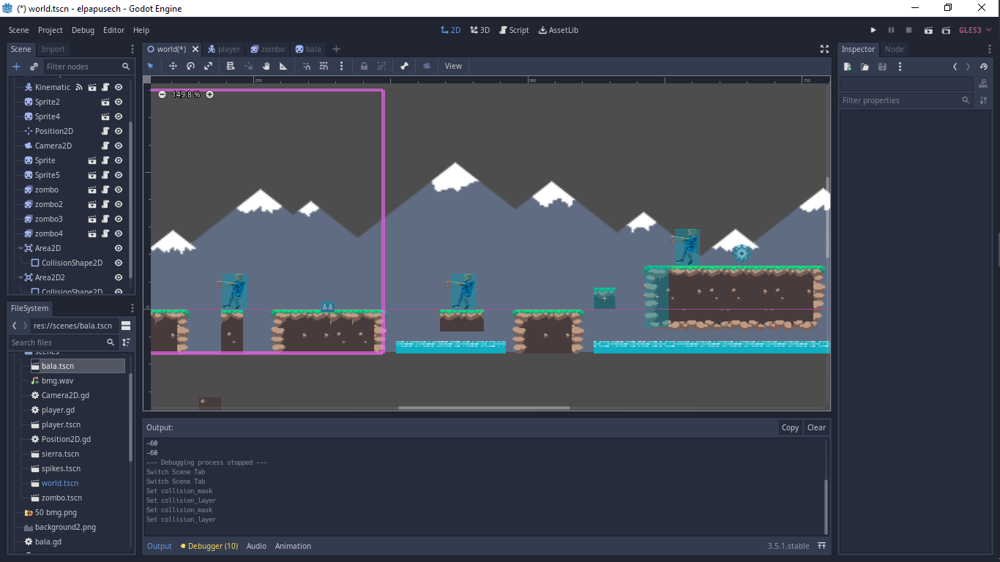 (*) world.tscn - elpapusech - Godot Engine
Scene Project Debug Editor Help
2D 3D Script AssetLib
GLES3
Scene Import
Filter nodes
Kinematic
Sprite2
Sprite4
Position2D
Camera2D
Sprite
Sprite5
zombo
zombo2
zombo3
zombo4
Area2D
CollisionShape2D
Area2D2
CollisionShape2D
FileSystem
res://scenes/bala.tscn
Search files
scenes
bala.tscn
bmg.wav
Camera2D.gd
player.gd
player.tscn
Position2D.gd
sierra.tscn
spikes.tscn
world.tscn
zombo.tscn
50 bmg.png
background2.png
bala.gd
world(*) player zombo bala
View
250 500 750
0
149.8 %
Output:
Copy Clear
-60
-60
--- Debugging process stopped ---
Switch Scene Tab
Switch Scene Tab
Set collision_mask
Set collision_layer
Set collision_mask
Set collision_layer
Output Debugger (10) Audio Animation
3.5.1.stable
Inspector Node
Filter properties